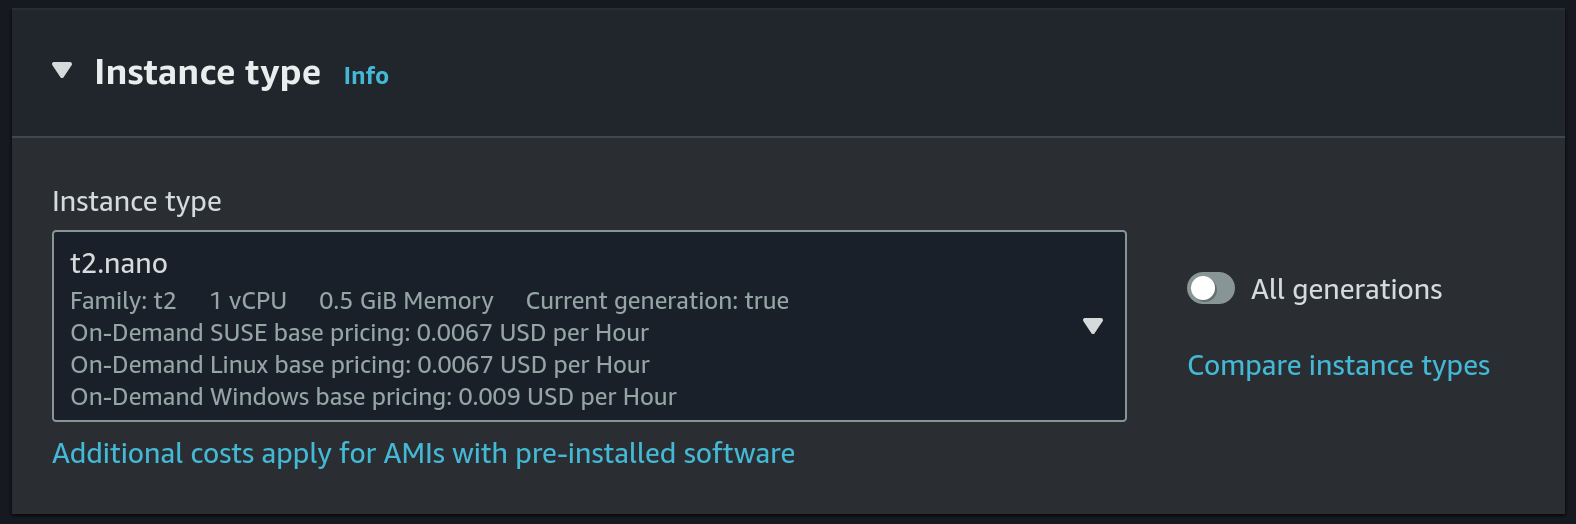 Instance type Info
Instance type
t2.nano
Family: t2 1 vCPU 0.5 GiB Memory Current generation: true
On-Demand SUSE base pricing: 0.0067 USD per Hour
On-Demand Linux base pricing: 0.0067 USD per Hour
On-Demand Windows base pricing: 0.009 USD per Hour
All generations
Compare instance types
Additional costs apply for AMIs with pre-installed software